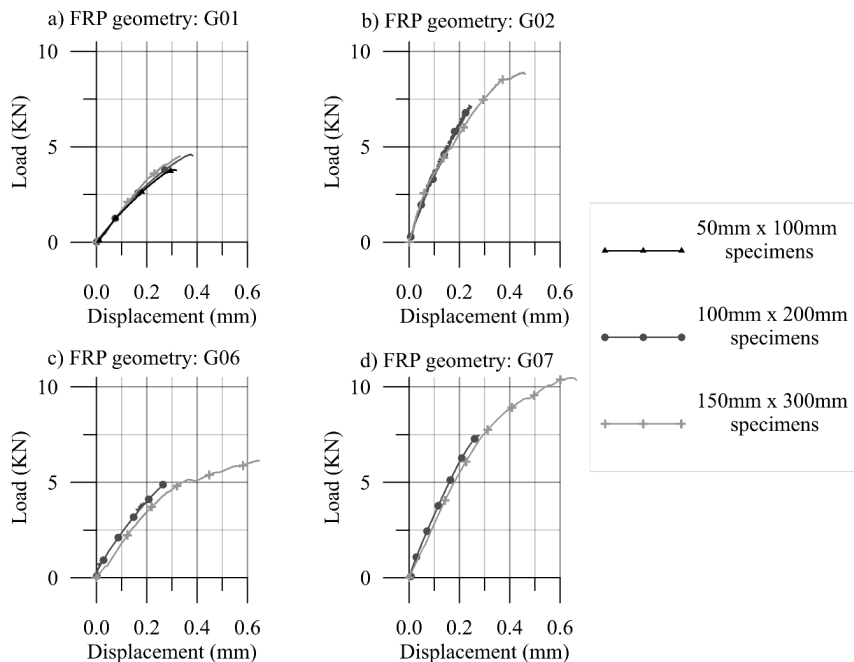 a) FRP geometry: G01
10
5
0
Load (KN)
0.0 0.2 0.4 0.6
Displacement (mm)
b) FRP geometry: G02
10
5
0
Load (KN)
0.0 0.2 0.4 0.6
Displacement (mm)
c) FRP geometry: G06
10
5
0
Load (KN)
0.0 0.2 0.4 0.6
Displacement (mm)
d) FRP geometry: G07
10
5
0
Load (KN)
0.0 0.2 0.4 0.6
Displacement (mm)
50mm x 100mm
specimens
100mm x 200mm
specimens
150mm x 300mm
specimens